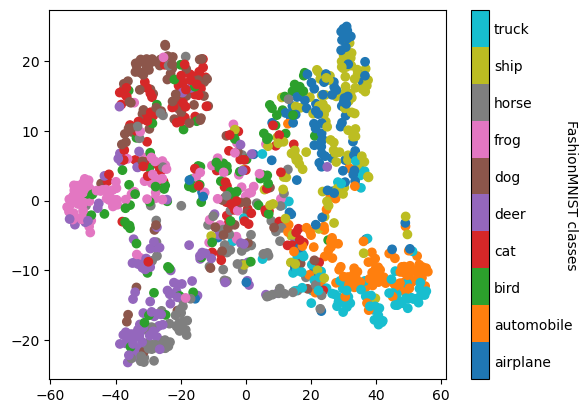 20
10
0
−10
−20
−60
−40
−20
0
20
40
60
truck
ship
horse
frog
dog
deer
cat
bird
automobile
airplane
FashionMNIST classes